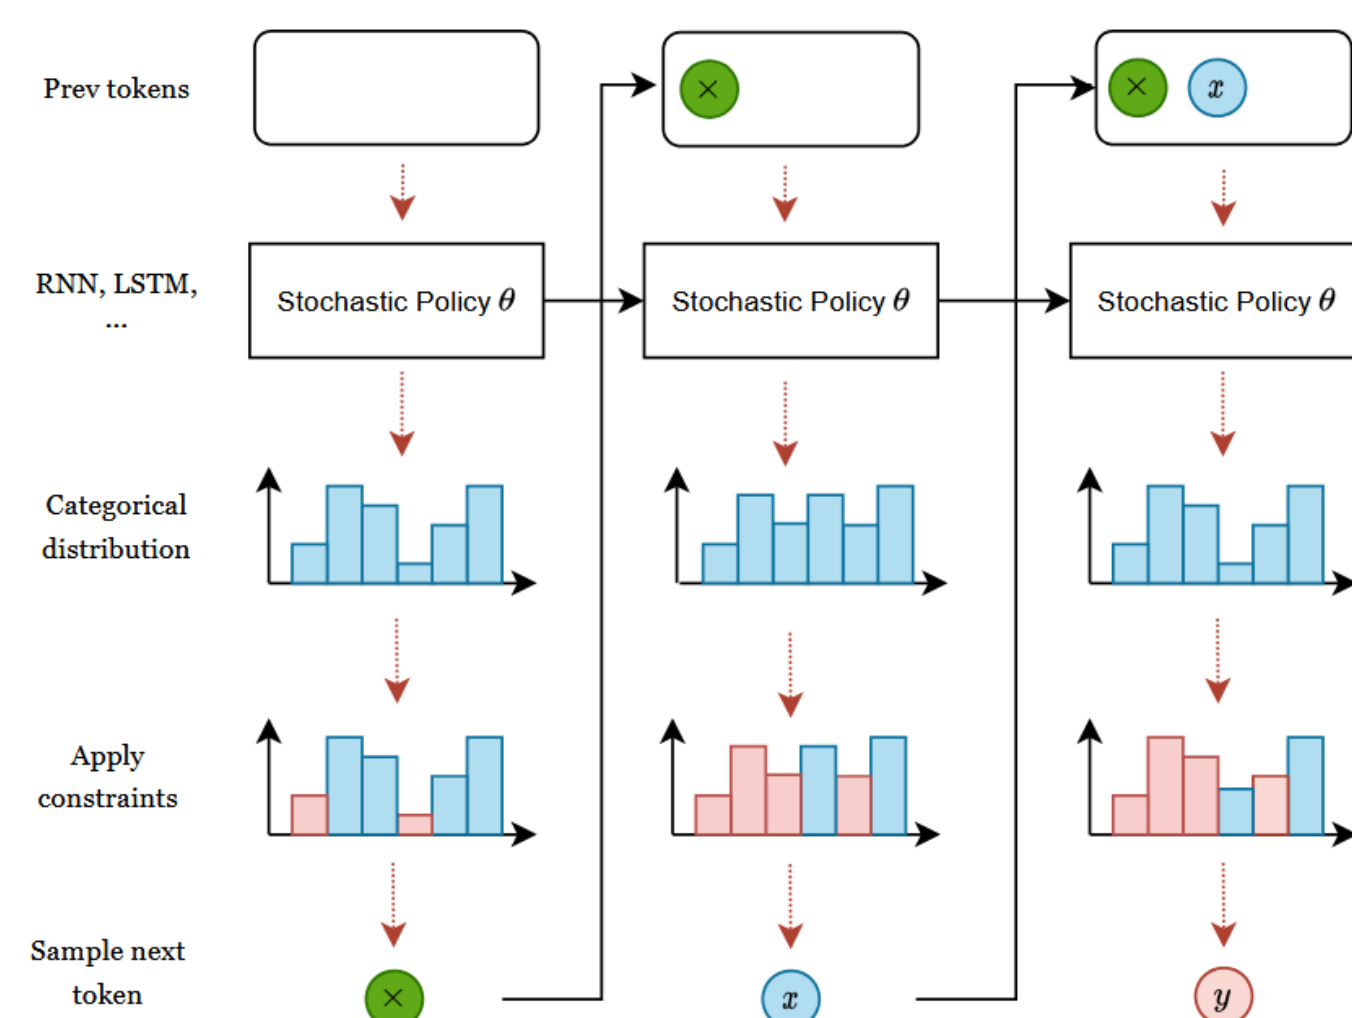 Prev tokens
×
× x
RNN, LSTM,
...
Stochastic Policy θ
Stochastic Policy θ
Stochastic Policy θ
Categorical
distribution
Apply
constraints
Sample next
token
×
x
y